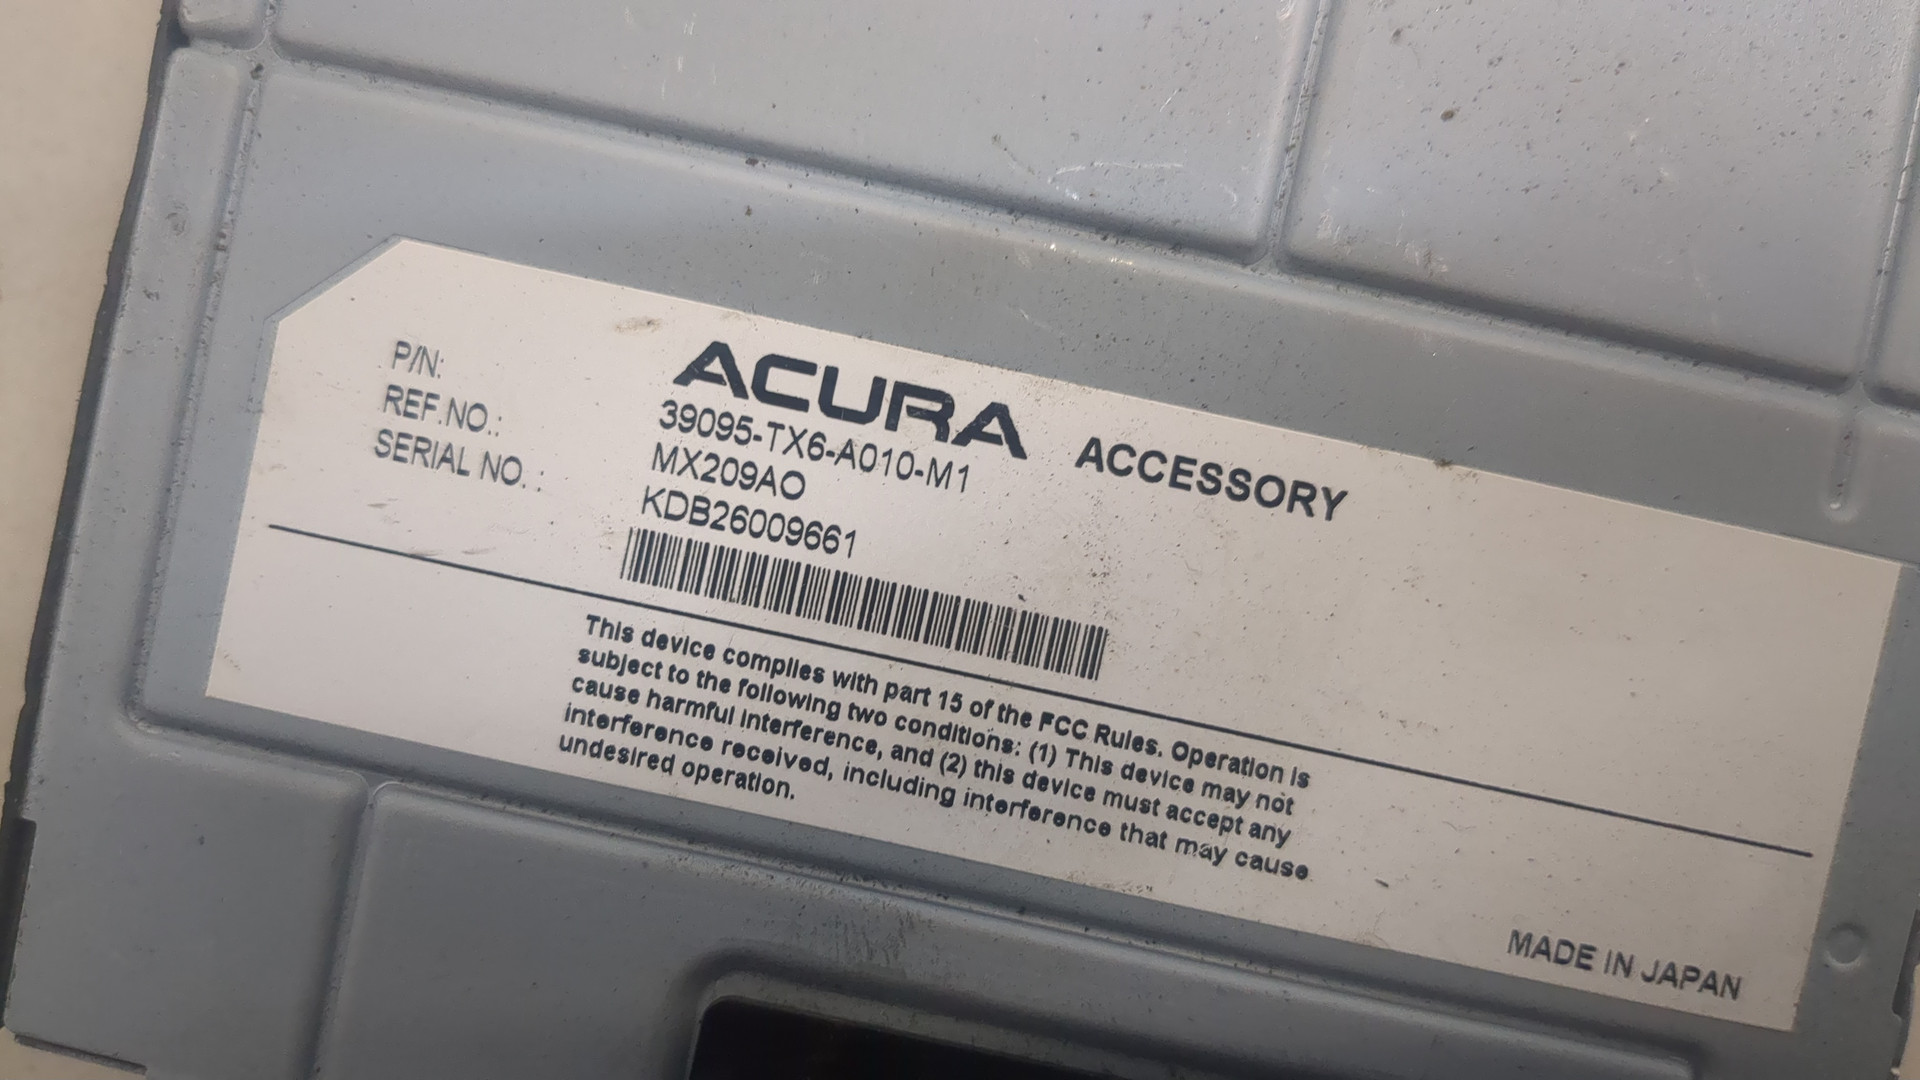 ACURA ACCESSORY
P/N: 39095-TX6-A010-M1
REF.NO.: MX209AO
SERIAL NO. : KDB26009661
This device complies with part 15 of the FCC Rules. Operation is
subject to the following two conditions: (1) This device may not
cause harmful interference, and (2) this device must accept any
interference received, including interference that may cause
undesired operation.
MADE IN JAPAN